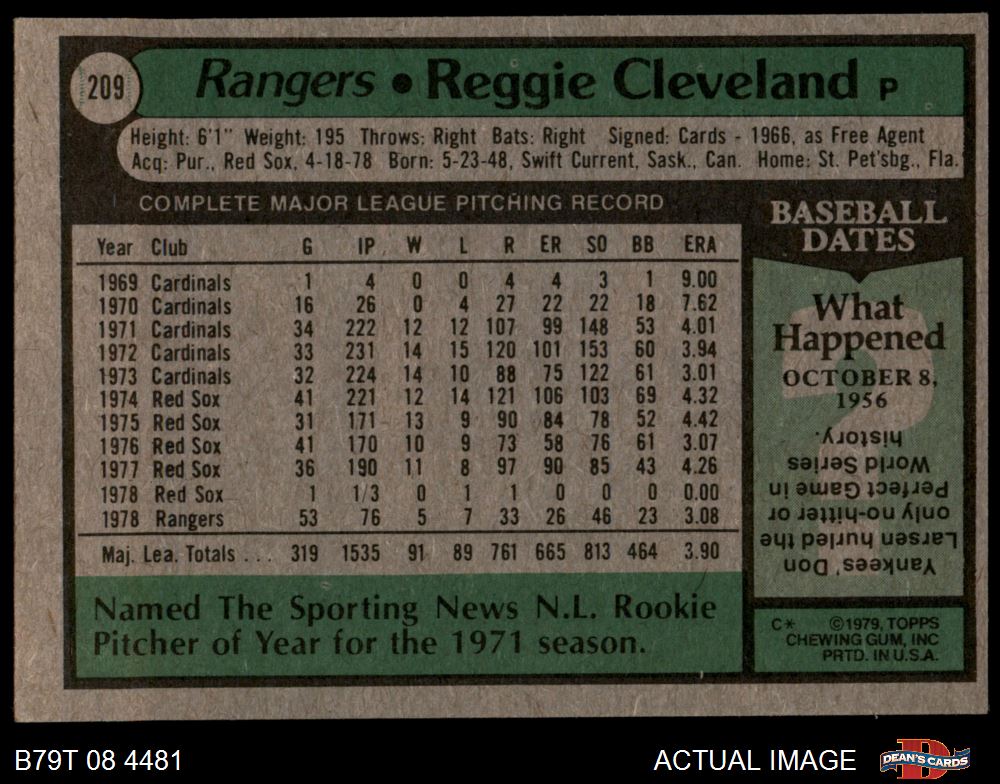 209
Rangers • Reggie Cleveland P
Height: 6'1" Weight: 195 Throws: Right Bats: Right Signed: Cards - 1966, as Free Agent
Acq: Pur., Red Sox, 4-18-78 Born: 5-23-48, Swift Current, Sask., Can. Home: St. Pet'sbg., Fla.
COMPLETE MAJOR LEAGUE PITCHING RECORD
Year Club G IP. W L R ER SO BB ERA
1969 Cardinals 1 4 0 0 4 4 3 1 9.00
1970 Cardinals 16 26 0 4 27 22 22 18 7.62
1971 Cardinals 34 222 12 12 107 99 148 53 4.01
1972 Cardinals 33 231 14 15 120 101 153 60 3.94
1973 Cardinals 32 224 14 10 88 75 122 61 3.01
1974 Red Sox 41 221 12 14 121 106 103 69 4.32
1975 Red Sox 31 171 13 9 90 84 78 52 4.42
1976 Red Sox 41 170 10 9 73 58 76 61 3.07
1977 Red Sox 36 190 11 8 97 90 85 43 4.26
1978 Red Sox 1 1/3 0 1 1 0 0 0 0.00
1978 Rangers 53 76 5 7 33 26 46 23 3.08
Maj. Lea. Totals ... 319 1535 91 89 761 665 813 464 3.90
Named The Sporting News N.L. Rookie
Pitcher of Year for the 1971 season.
BASEBALL
DATES
What
Happened
OCTOBER 8,
1956
Yankees' Don
Larsen hurled the
only no-hitter or
Perfect Game in
World Series
history.
C* ©1979, TOPPS
CHEWING GUM, INC
PRTD. IN U.S.A.
B79T 08 4481
ACTUAL IMAGE
DEAN'S CARDS